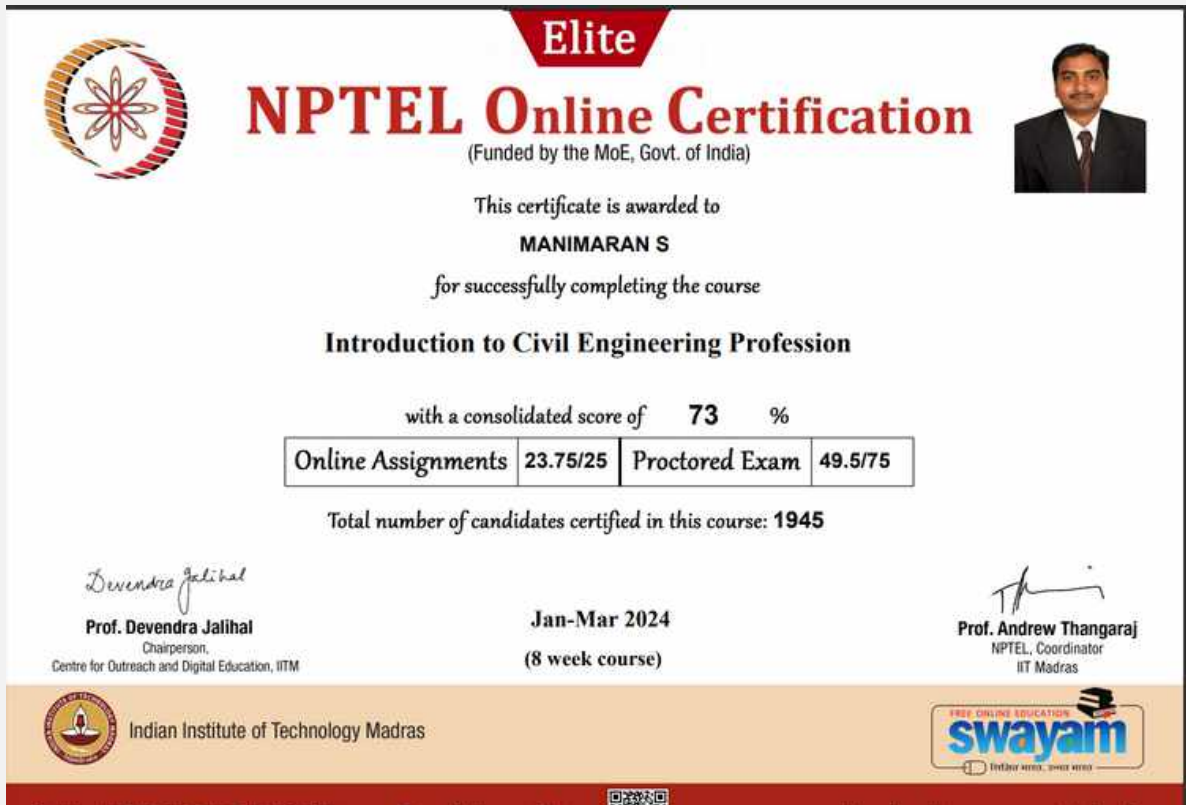 Elite
NPTEL Online Certification
(Funded by the MoE, Govt. of India)
This certificate is awarded to
MANIMARAN S
for successfully completing the course
Introduction to Civil Engineering Profession
with a consolidated score of 73 %
Online Assignments 23.75/25 Proctored Exam 49.5/75
Total number of candidates certified in this course: 1945
Devendra Jalihal
Prof. Devendra Jalihal
Chairperson,
Centre for Outreach and Digital Education, IITM
Jan-Mar 2024
(8 week course)
Prof. Andrew Thangaraj
NPTEL, Coordinator
IIT Madras
Indian Institute of Technology Madras
FREE ONLINE EDUCATION
swayam